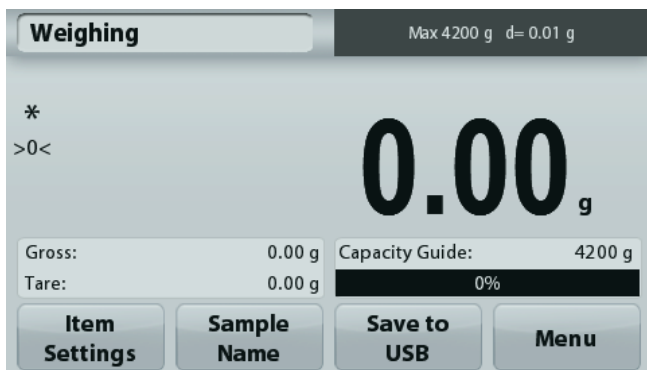 Weighing
Max 4200 g d= 0.01 g
*
>0<
0.00 g
Gross: 0.00 g
Tare: 0.00 g
Capacity Guide: 4200 g
0%
Item
Settings
Sample
Name
Save to
USB
Menu